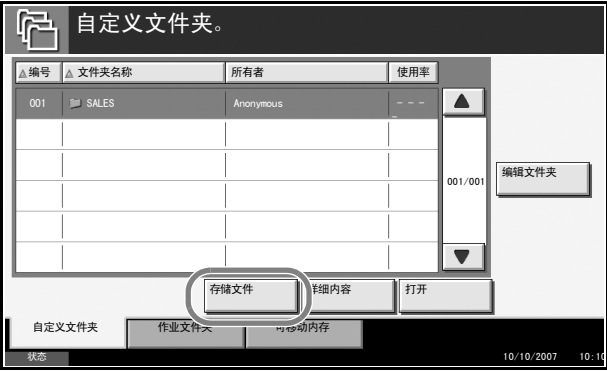 自定义文件夹。
编号 文件夹名称 所有者 使用率
001 SALES Anonymous - - -
001/001
编辑文件夹
存储文件 详细内容 打开
自定义文件夹 作业文件夹 可移动内存
状态 10/10/2007 10:10